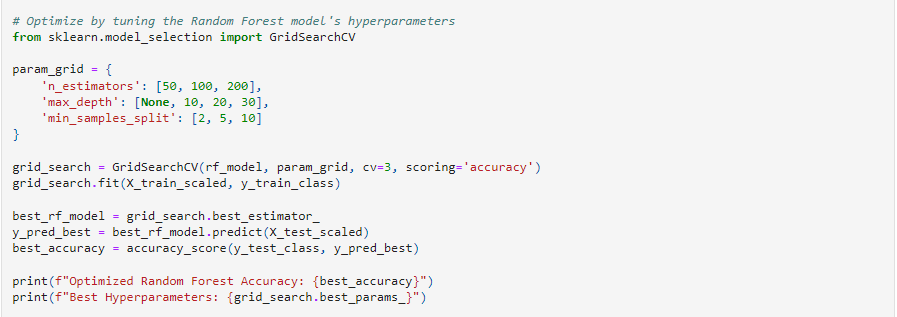 # Optimize by tuning the Random Forest model's hyperparameters
from sklearn.model_selection import GridSearchCV
param_grid = {
    'n_estimators': [50, 100, 200],
    'max_depth': [None, 10, 20, 30],
    'min_samples_split': [2, 5, 10]
}
grid_search = GridSearchCV(rf_model, param_grid, cv=3, scoring='accuracy')
grid_search.fit(X_train_scaled, y_train_class)
best_rf_model = grid_search.best_estimator_
y_pred_best = best_rf_model.predict(X_test_scaled)
best_accuracy = accuracy_score(y_test_class, y_pred_best)
print(f"Optimized Random Forest Accuracy: {best_accuracy}")
print(f"Best Hyperparameters: {grid_search.best_params_}")